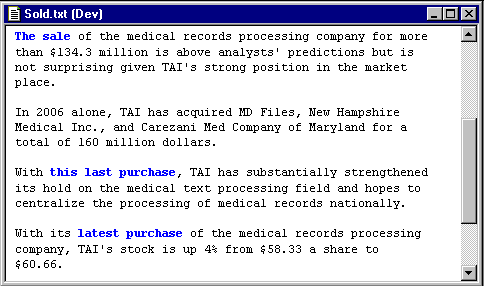 Sold.txt (Dev)
The sale of the medical records processing company for more
than $134.3 million is above analysts' predictions but is
not surprising given TAI's strong position in the market
place.
In 2006 alone, TAI has acquired MD Files, New Hampshire
Medical Inc., and Carezani Med Company of Maryland for a
total of 160 million dollars.
With this last purchase, TAI has substantially strengthened
its hold on the medical text processing field and hopes to
centralize the processing of medical records nationally.
With its latest purchase of the medical records processing
company, TAI's stock is up 4% from $58.33 a share to
$60.66.